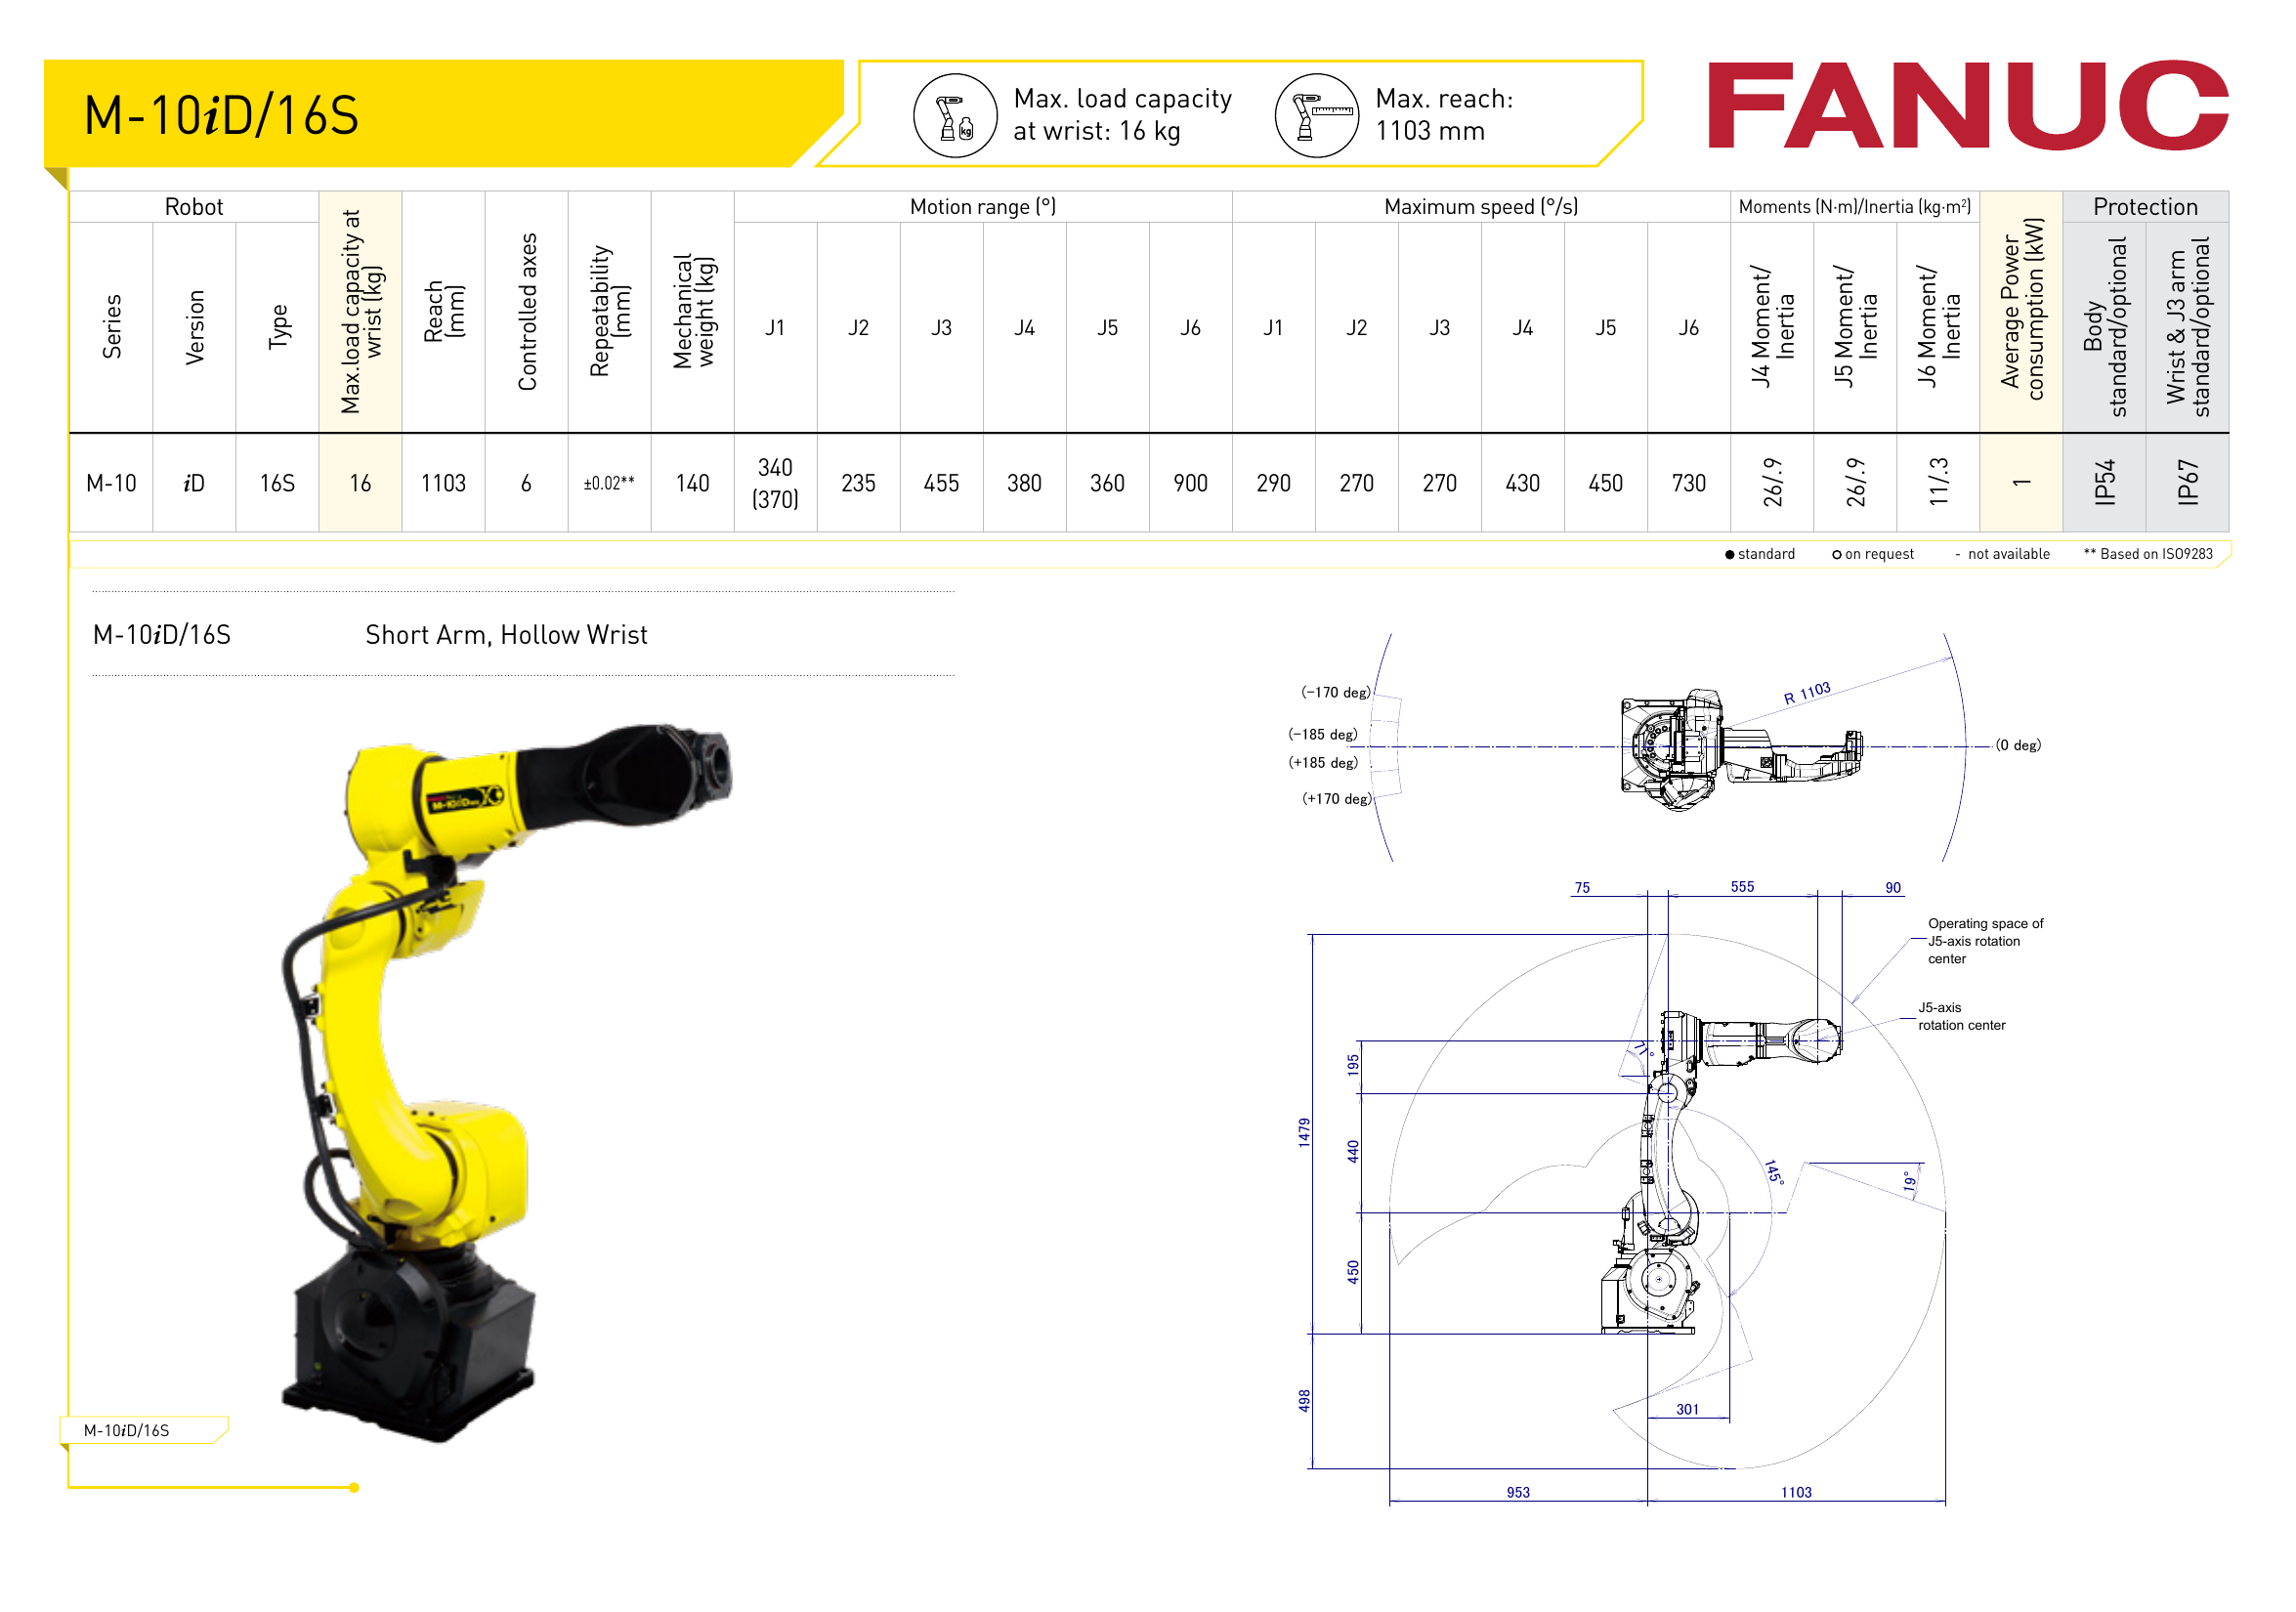 M-10iD/16S
Max. load capacity
at wrist: 16 kg
kg
Max. reach:
1103 mm
FANUC
Robot
Series
Version
Type
Max.load capacity at
wrist (kg)
Reach
(mm)
Controlled axes
Repeatability
(mm)
Mechanical
weight (kg)
Motion range (°)
J1
J2
J3
J4
J5
J6
Maximum speed (°/s)
J1
J2
J3
J4
J5
J6
Moments (N·m)/Inertia (kg·m²)
J4 Moment/
Inertia
J5 Moment/
Inertia
J6 Moment/
Inertia
Average Power
consumption (kW)
Protection
Body
standard/optional
Wrist & J3 arm
standard/optional
M-10
iD
16S
16
1103
6
±0.02**
140
340
(370)
235
455
380
360
900
290
270
270
430
450
730
26/.9
26/.9
11/.3
1
IP54
IP67
● standard
○ on request
- not available
** Based on ISO9283
M-10iD/16S
Short Arm, Hollow Wrist
(-170 deg)
(-185 deg)
(+185 deg)
(+170 deg)
R 1103
(0 deg)
75
555
90
Operating space of
J5-axis rotation
center
J5-axis
rotation center
71°
195
440
1479
145°
19°
450
498
301
953
1103
M-10iD/16S